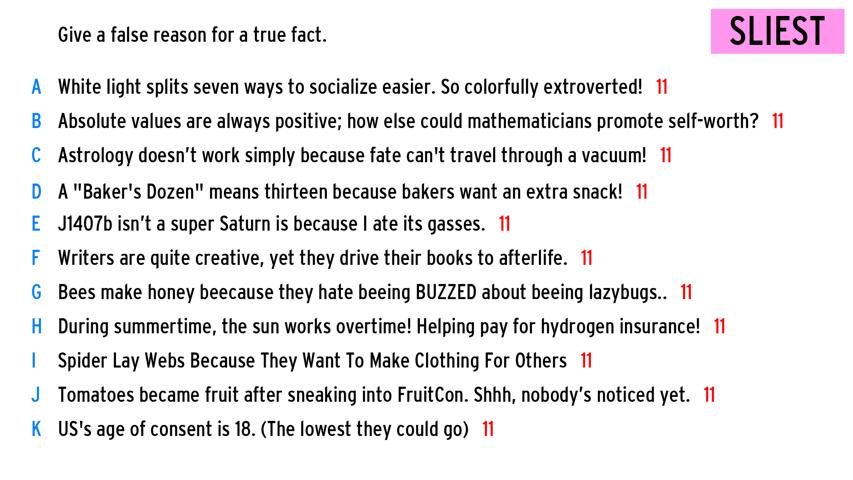 Give a false reason for a true fact.
SLIEST
A White light splits seven ways to socialize easier. So colorfully extroverted! 11
B Absolute values are always positive; how else could mathematicians promote self-worth? 11
C Astrology doesn't work simply because fate can't travel through a vacuum! 11
D A "Baker's Dozen" means thirteen because bakers want an extra snack! 11
E J1407b isn't a super Saturn is because I ate its gasses. 11
F Writers are quite creative, yet they drive their books to afterlife. 11
G Bees make honey beecause they hate beeing BUZZED about beeing lazybugs.. 11
H During summertime, the sun works overtime! Helping pay for hydrogen insurance! 11
I Spider Lay Webs Because They Want To Make Clothing For Others 11
J Tomatoes became fruit after sneaking into FruitCon. Shhh, nobody's noticed yet. 11
K US's age of consent is 18. (The lowest they could go) 11